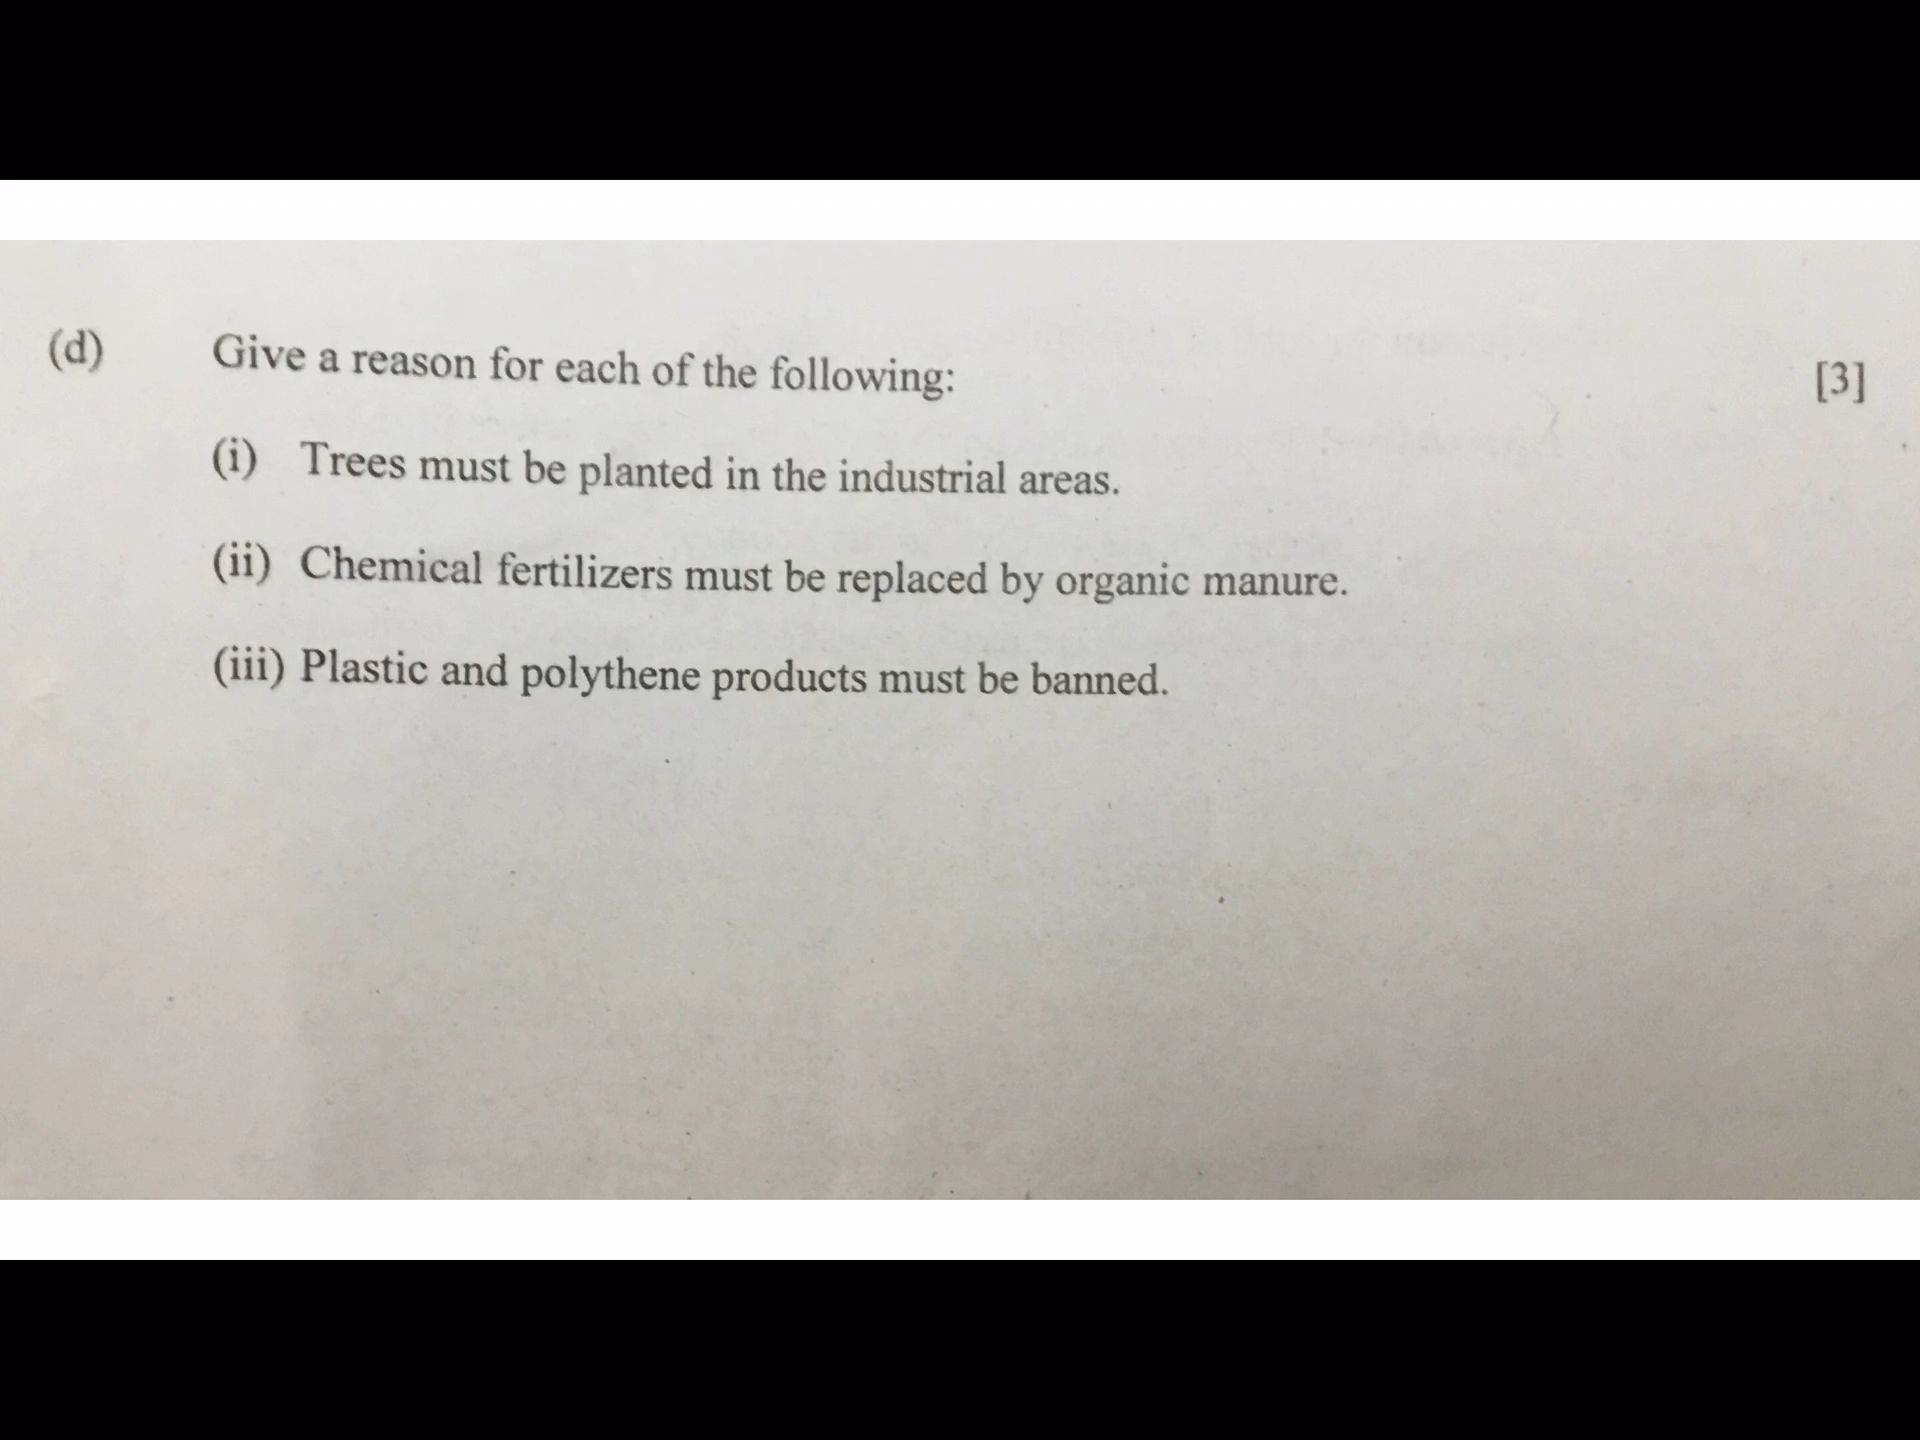 (d) Give a reason for each of the following: [3]
(i) Trees must be planted in the industrial areas.
(ii) Chemical fertilizers must be replaced by organic manure.
(iii) Plastic and polythene products must be banned.